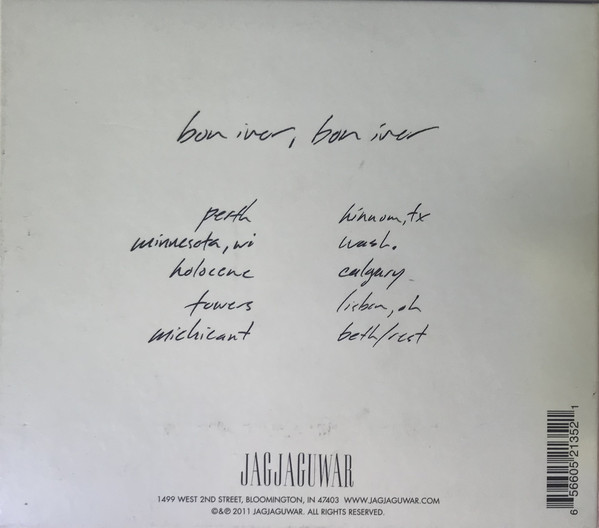 bon iver, bon iver
perth
minnesota, wi
holocene
towers
michicant
hinnom, tx
wash.
calgary
lisbon, oh
beth/rest
JAGJAGUWAR
1499 WEST 2ND STREET, BLOOMINGTON, IN 47403 WWW.JAGJAGUWAR.COM
©&℗ 2011 JAGJAGUWAR. ALL RIGHTS RESERVED.
6 56605 21352 1